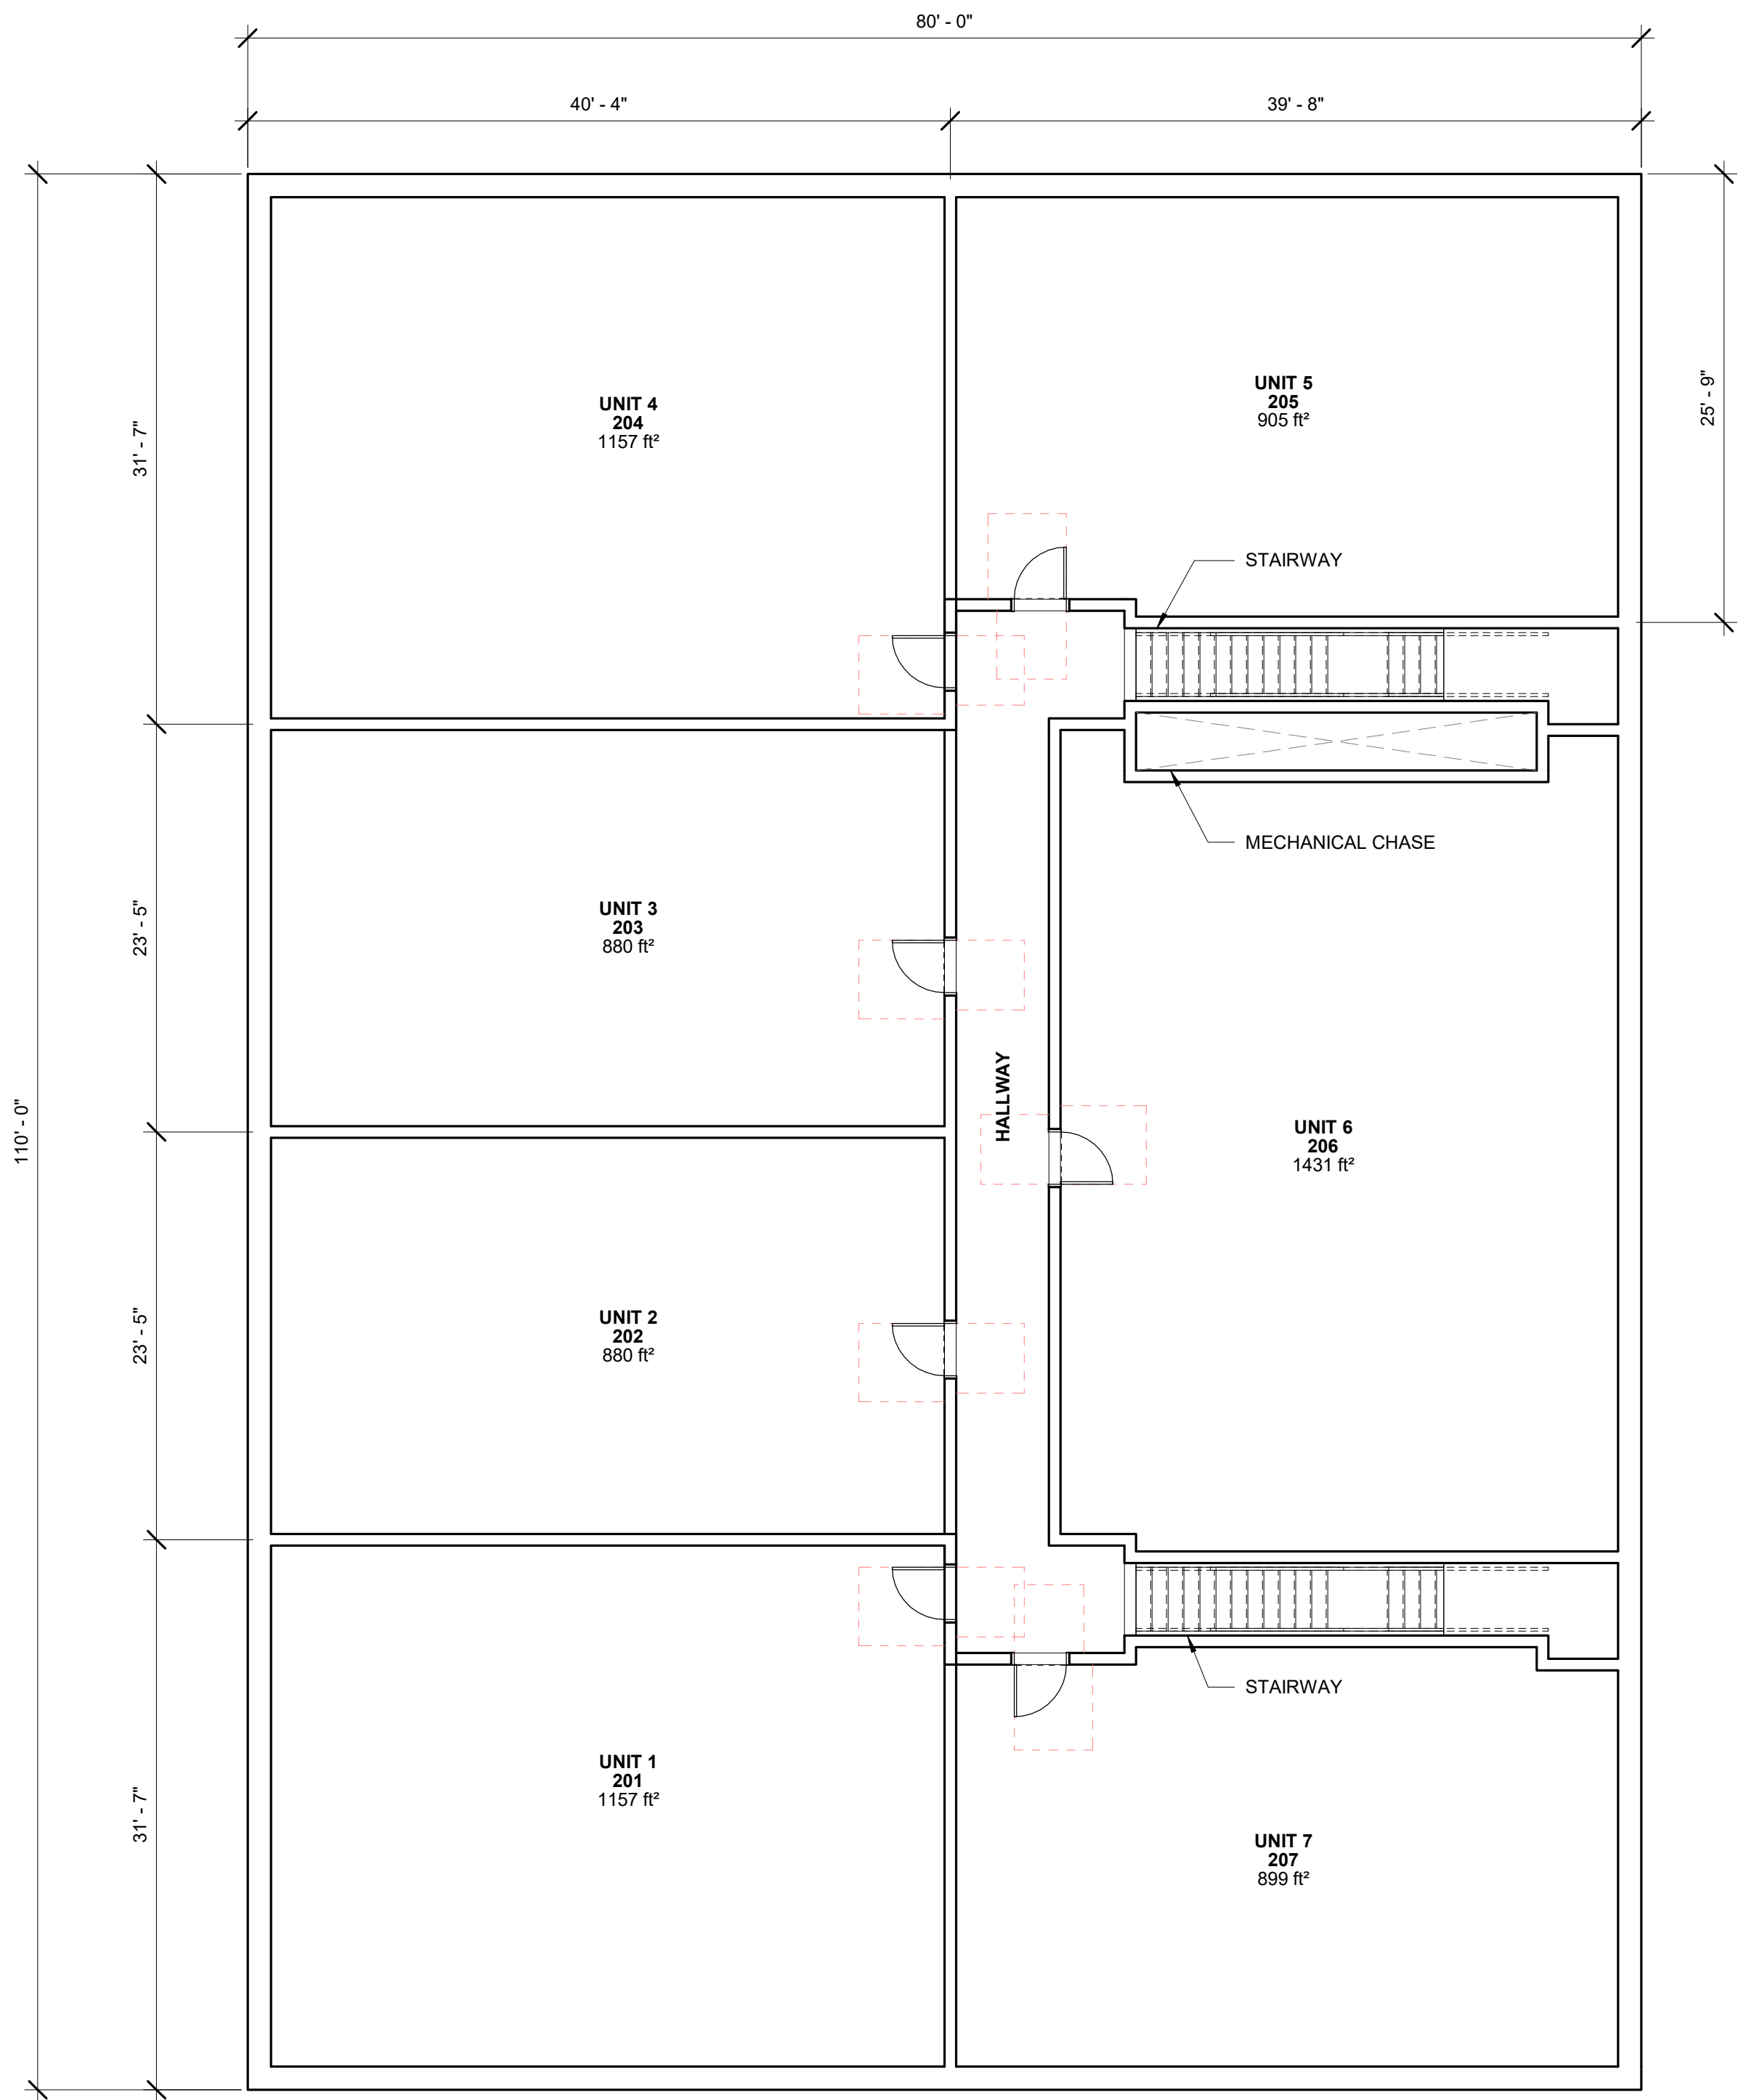 80' - 0"
40' - 4"
39' - 8"
UNIT 4
204
1157 ft²
UNIT 5
205
905 ft²
25' - 9"
31' - 7"
STAIRWAY
MECHANICAL CHASE
UNIT 3
203
880 ft²
23' - 5"
HALLWAY
110' - 0"
UNIT 6
206
1431 ft²
UNIT 2
202
880 ft²
23' - 5"
STAIRWAY
UNIT 1
201
1157 ft²
31' - 7"
UNIT 7
207
899 ft²